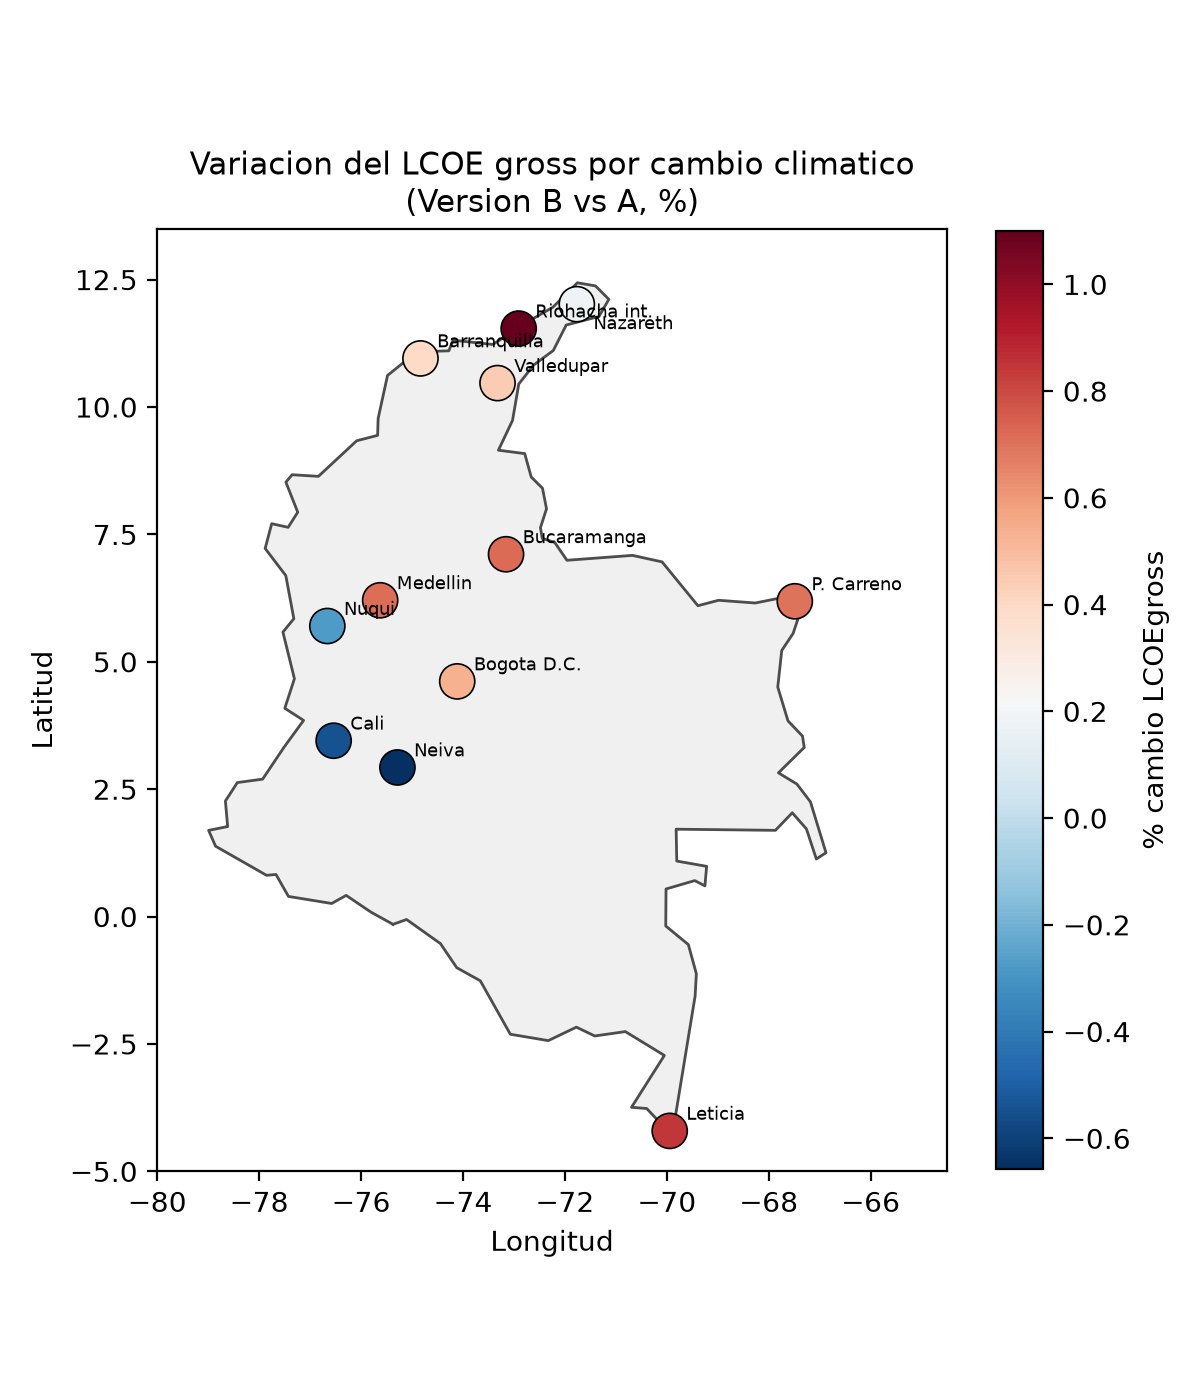 Variacion del LCOE gross por cambio climatico
(Version B vs A, %)
12.5
10.0
7.5
5.0
2.5
0.0
−2.5
−5.0
Latitud
Riohacha int.
Nazareth
Barranquilla
Valledupar
Bucaramanga
Medellin
P. Carreno
Nuqui
Bogota D.C.
Cali
Neiva
Leticia
−80
−78
−76
−74
−72
−70
−68
−66
Longitud
1.0
0.8
0.6
0.4
0.2
0.0
−0.2
−0.4
−0.6
% cambio LCOEgross